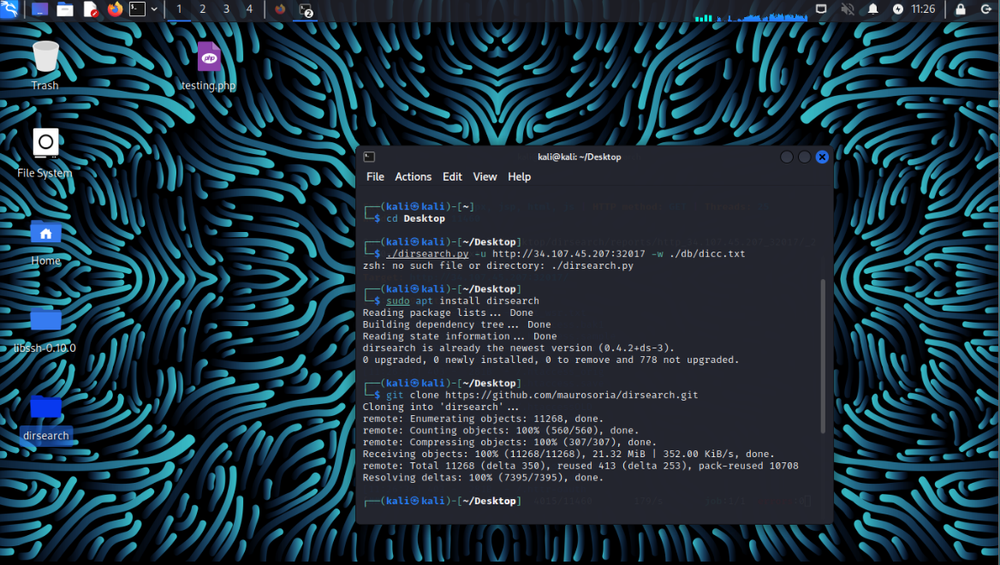 1 2 3 4
2
11:26
Trash
php
testing.php
File System
Home
libssh-0.10.0
dirsearch
kali@kali: ~/Desktop
File Actions Edit View Help
┌──(kali㉿kali)-[~]
└─$ cd Desktop
┌──(kali㉿kali)-[~/Desktop]
└─$ ./dirsearch.py -u http://34.107.45.207:32017 -w ./db/dicc.txt
zsh: no such file or directory: ./dirsearch.py
┌──(kali㉿kali)-[~/Desktop]
└─$ sudo apt install dirsearch
Reading package lists... Done
Building dependency tree... Done
Reading state information... Done
dirsearch is already the newest version (0.4.2+ds-3).
0 upgraded, 0 newly installed, 0 to remove and 778 not upgraded.
┌──(kali㉿kali)-[~/Desktop]
└─$ git clone https://github.com/maurosoria/dirsearch.git
Cloning into 'dirsearch'...
remote: Enumerating objects: 11268, done.
remote: Counting objects: 100% (560/560), done.
remote: Compressing objects: 100% (307/307), done.
Receiving objects: 100% (11268/11268), 21.32 MiB | 352.00 KiB/s, done.
remote: Total 11268 (delta 350), reused 413 (delta 253), pack-reused 10708
Resolving deltas: 100% (7395/7395), done.
┌──(kali㉿kali)-[~/Desktop]